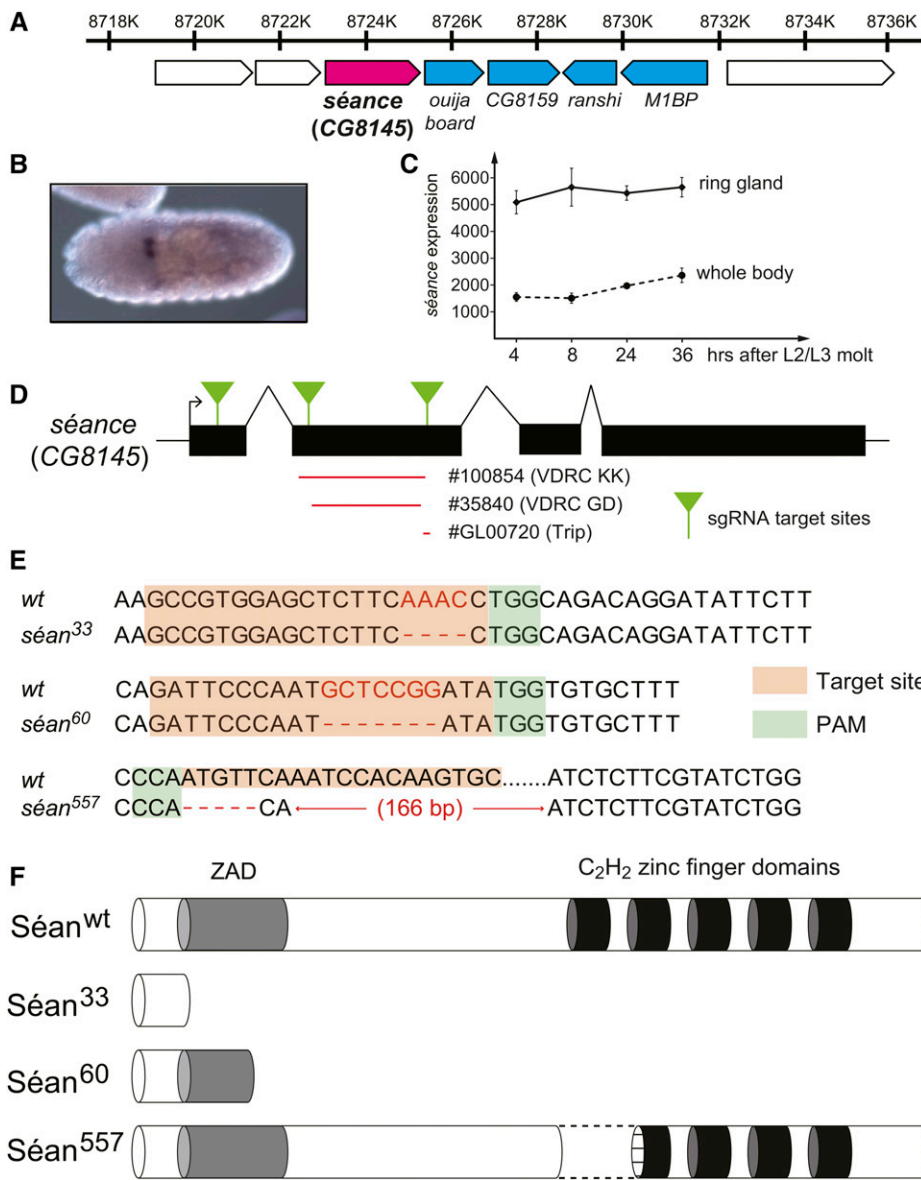 A
8718K 8720K 8722K 8724K 8726K 8728K 8730K 8732K 8734K 8736K
séance
(CG8145)
ouija
board
CG8159
ranshi
M1BP
B
C
séance expression
6000
5000
4000
3000
2000
1000
ring gland
whole body
4 8 24 36 hrs after L2/L3 molt
D
séance
(CG8145)
#100854 (VDRC KK)
#35840 (VDRC GD)
#GL00720 (Trip)
sgRNA target sites
E
wt AAGCCGTGGAGCTCTTCAAACCTGGCAGACAGGATATTCTT
séan33 AAGCCGTGGAGCTCTTC----CTGGCAGACAGGATATTCTT
wt CAGATTCCCAATGCTCCGGATATGGTGTGCTTT
séan60 CAGATTCCCAAT-------ATATGGTGTGCTTT
Target site
PAM
wt CCCAATGTTCAAATCCACAAGTGC.......ATCTCTTCGTATCTGG
séan557 CCCA------CA (166 bp) ATCTCTTCGTATCTGG
F
ZAD
C2H2 zinc finger domains
Séanwt
Séan33
Séan60
Séan557